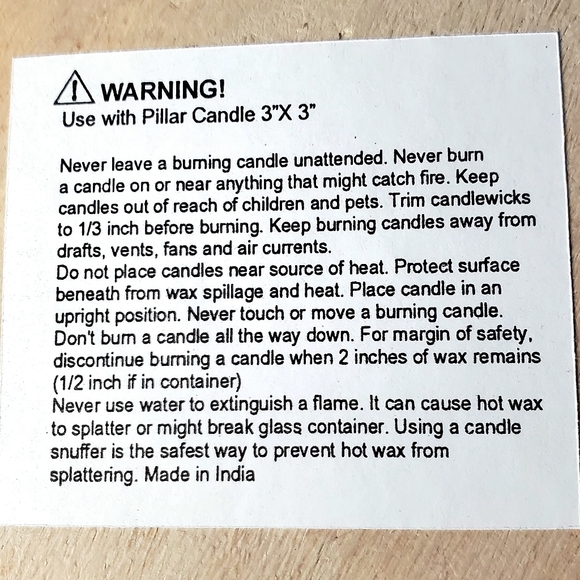 WARNING!
Use with Pillar Candle 3"X 3"
Never leave a burning candle unattended. Never burn
a candle on or near anything that might catch fire. Keep
candles out of reach of children and pets. Trim candlewicks
to 1/3 inch before burning. Keep burning candles away from
drafts, vents, fans and air currents.
Do not place candles near source of heat. Protect surface
beneath from wax spillage and heat. Place candle in an
upright position. Never touch or move a burning candle.
Don't burn a candle all the way down. For margin of safety,
discontinue burning a candle when 2 inches of wax remains
(1/2 inch if in container)
Never use water to extinguish a flame. It can cause hot wax
to splatter or might break glass container. Using a candle
snuffer is the safest way to prevent hot wax from
splattering. Made in India